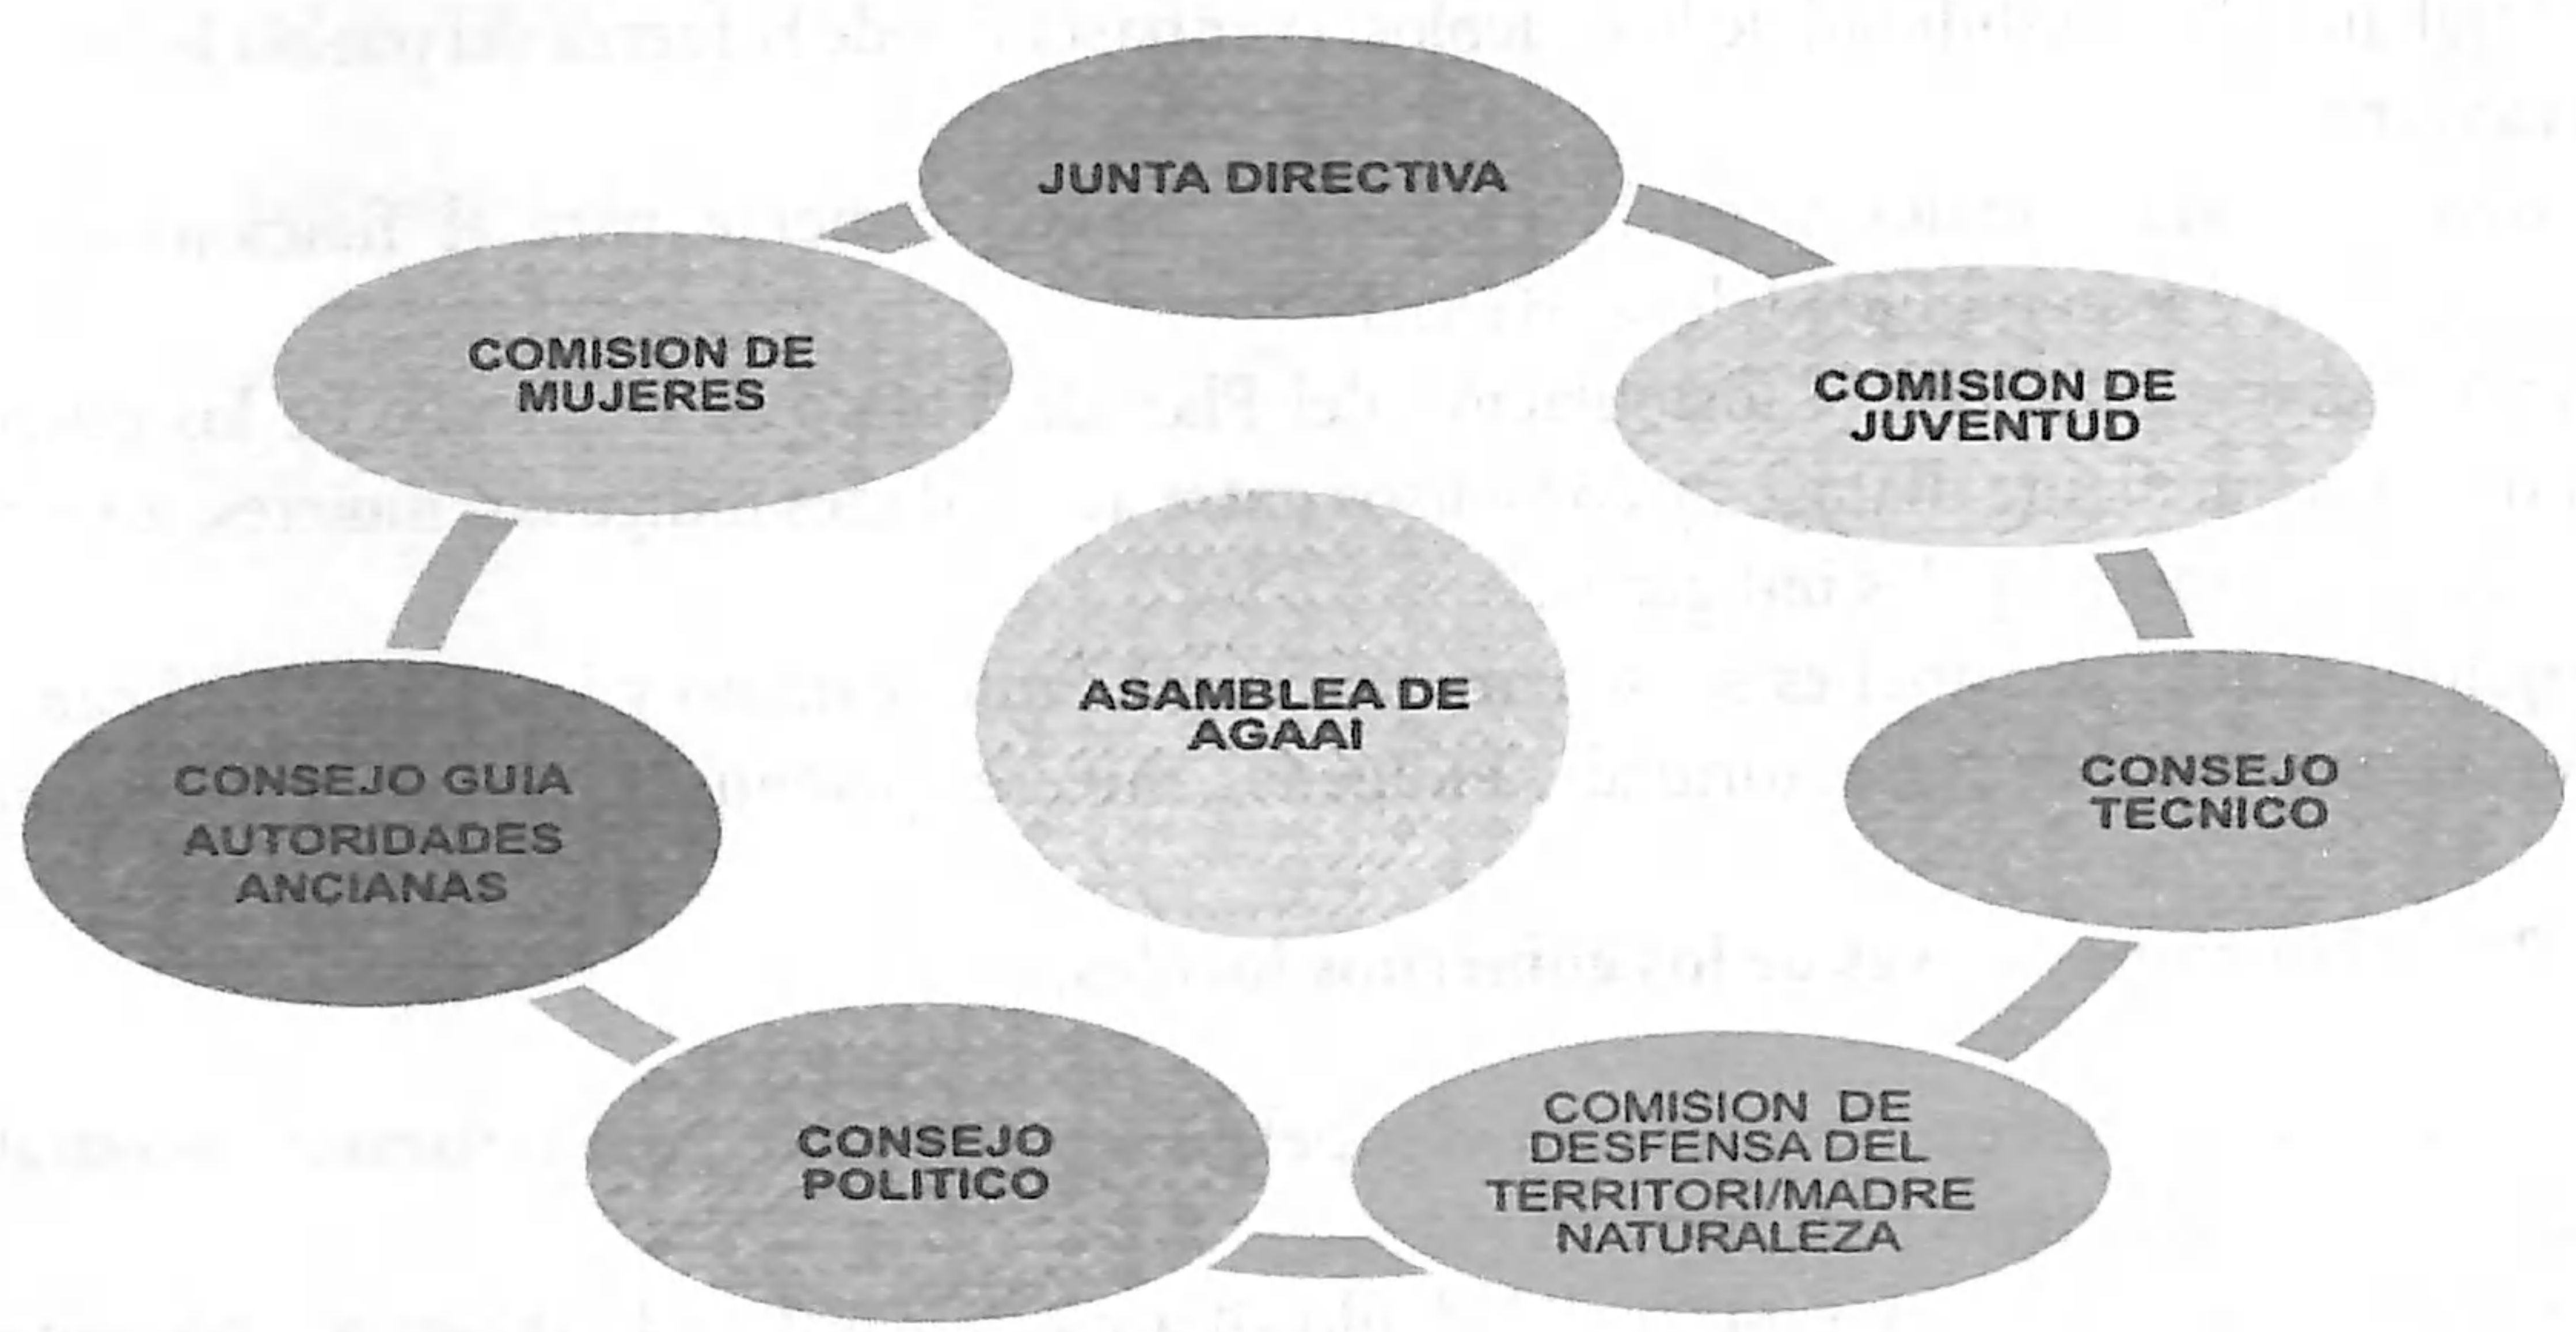 JUNTA DIRECTIVA
COMISION DE
MUJERES
COMISION DE
JUVENTUD
ASAMBLEA DE
AGAAI
CONSEJO GUIA
AUTORIDADES
ANCIANAS
CONSEJO
TECNICO
CONSEJO
POLITICO
COMISION DE
DESFENSA DEL
TERRITORI/MADRE
NATURALEZA